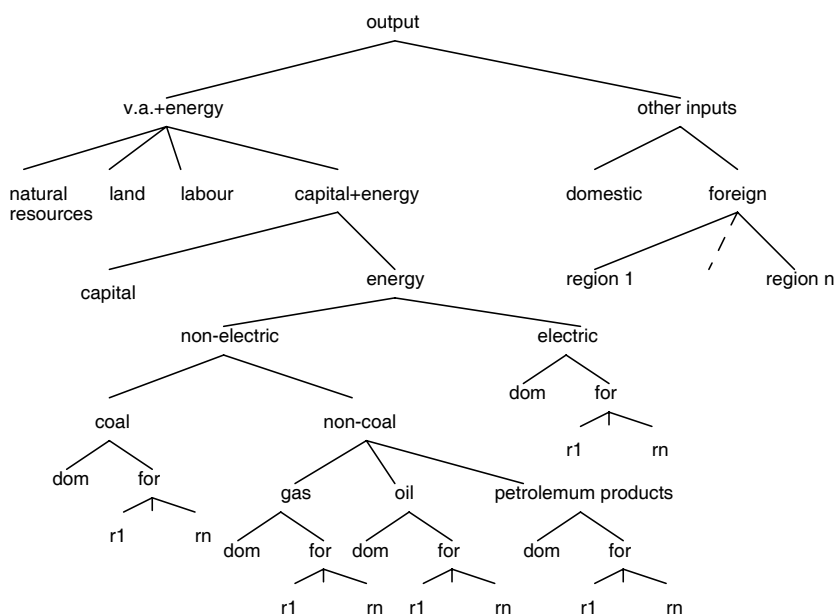 output
v.a.+energy
other inputs
natural
resources
land
labour
capital+energy
domestic
foreign
capital
energy
region 1
region n
non-electric
electric
dom
for
coal
non-coal
r1
rn
dom
for
gas
oil
petrolemum products
r1
rn
dom
for
dom
for
dom
for
r1
rn
r1
rn
r1
rn